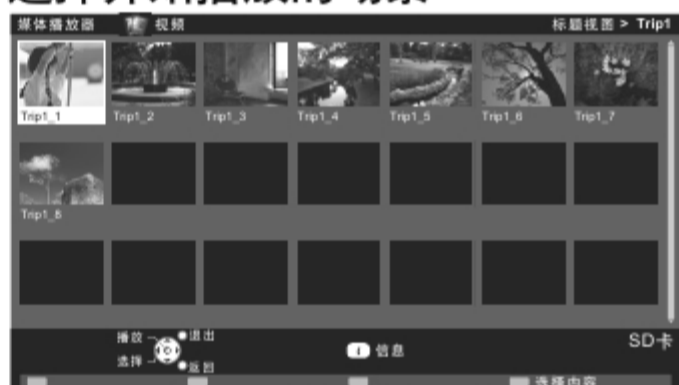 媒体播放器 视频 标题视图 > Trip1
Trip1_1 Trip1_2 Trip1_3 Trip1_4 Trip1_5 Trip1_6 Trip1_7
Trip1_8
播放 退出
选择 返回
i 信息
SD卡
选择内容